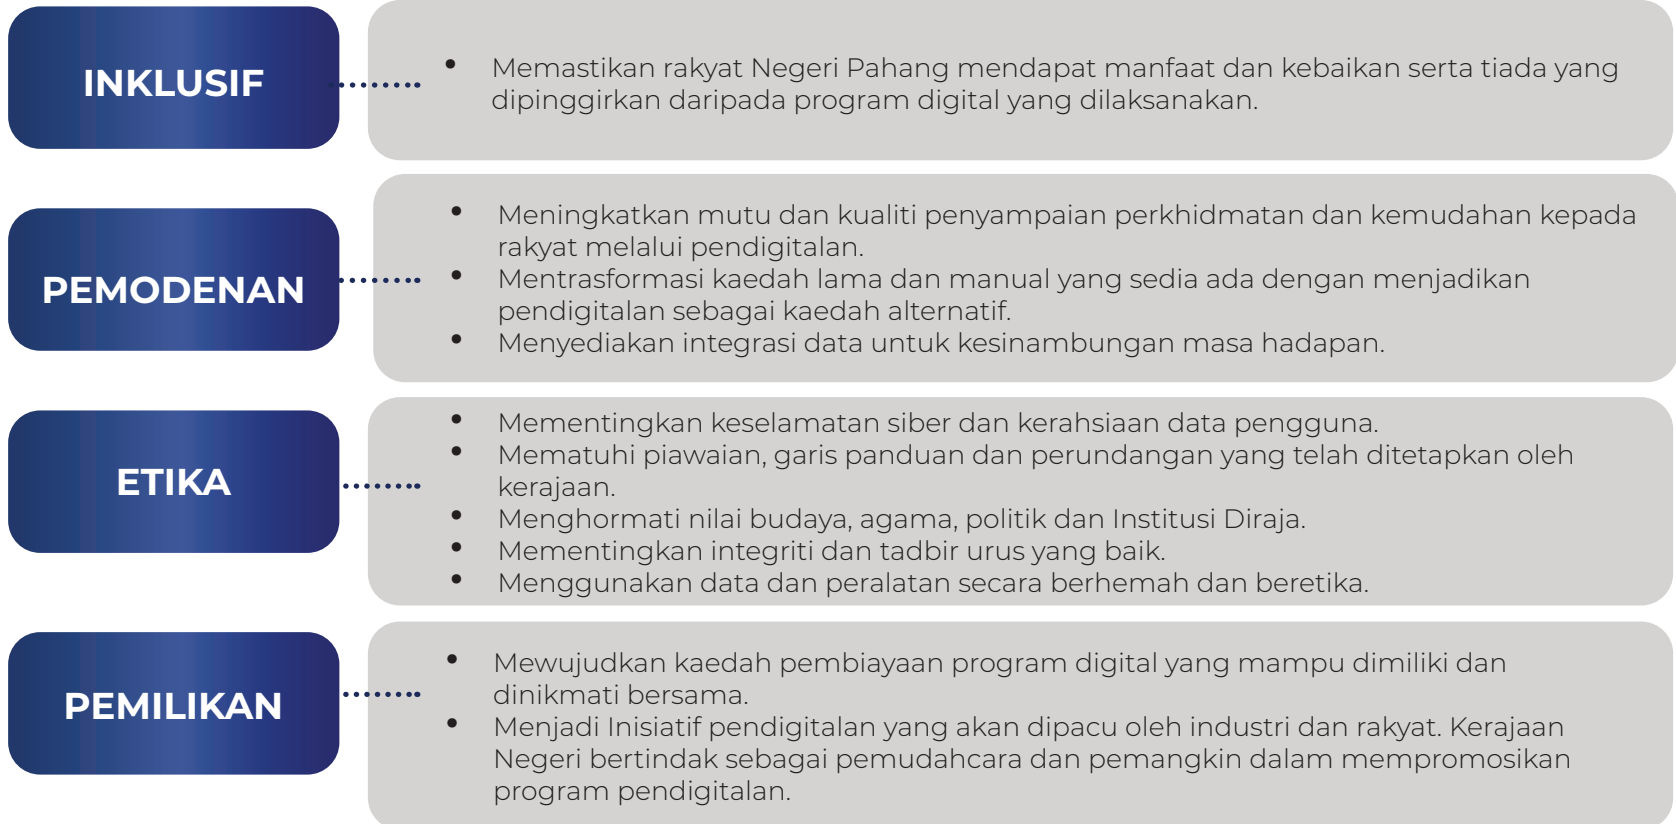 INKLUSIF
• Memastikan rakyat Negeri Pahang mendapat manfaat dan kebaikan serta tiada yang
dipinggirkan daripada program digital yang dilaksanakan.
PEMODENAN
• Meningkatkan mutu dan kualiti penyampaian perkhidmatan dan kemudahan kepada
rakyat melalui pendigitalan.
• Mentrasformasi kaedah lama dan manual yang sedia ada dengan menjadikan
pendigitalan sebagai kaedah alternatif.
• Menyediakan integrasi data untuk kesinambungan masa hadapan.
ETIKA
• Mementingkan keselamatan siber dan kerahsiaan data pengguna.
• Mematuhi piawaian, garis panduan dan perundangan yang telah ditetapkan oleh
kerajaan.
• Menghormati nilai budaya, agama, politik dan Institusi Diraja.
• Mementingkan integriti dan tadbir urus yang baik.
• Menggunakan data dan peralatan secara berhemah dan beretika.
PEMILIKAN
• Mewujudkan kaedah pembiayaan program digital yang mampu dimiliki dan
dinikmati bersama.
• Menjadi Inisiatif pendigitalan yang akan dipacu oleh industri dan rakyat. Kerajaan
Negeri bertindak sebagai pemudahcara dan pemangkin dalam mempromosikan
program pendigitalan.